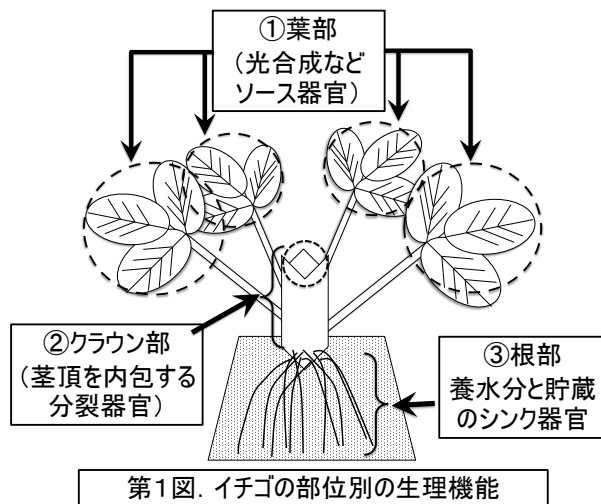 ①葉部
(光合成など
ソース器官)
②クラウン部
(茎頂を内包する
分裂器官)
③根部
養水分と貯蔵
のシンク器官
第1図. イチゴの部位別の生理機能